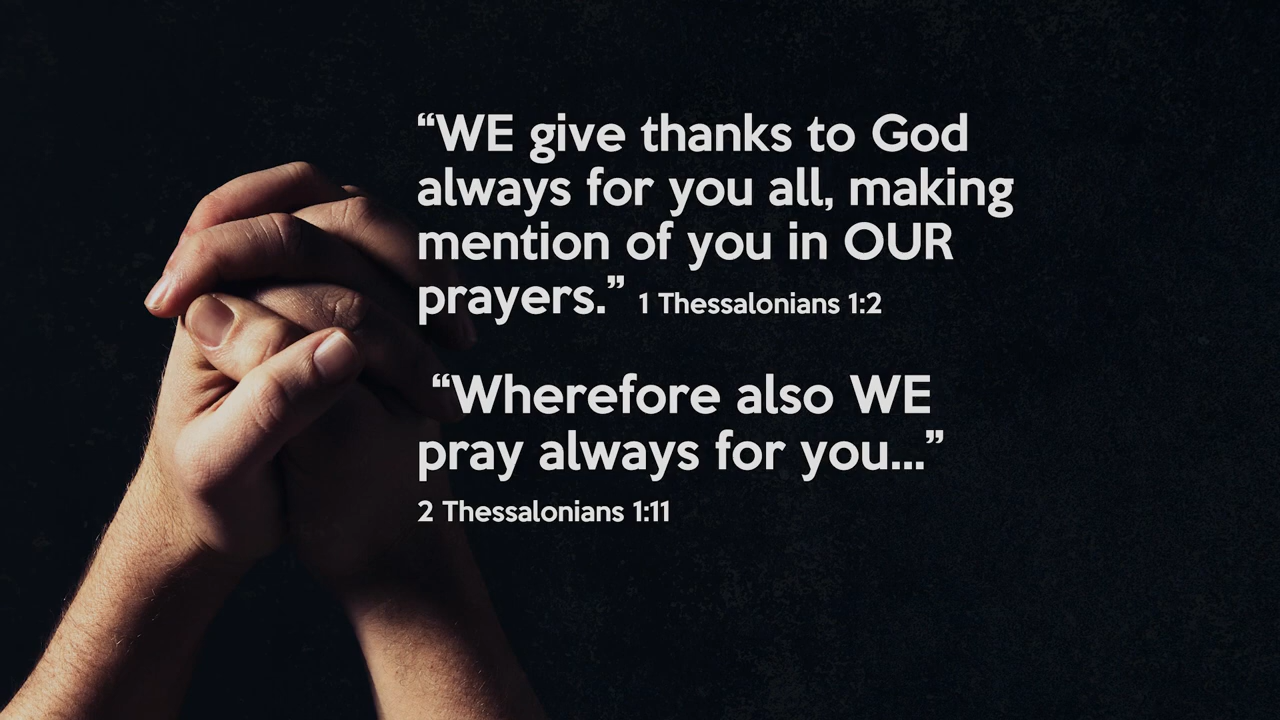 “WE give thanks to God
always for you all, making
mention of you in OUR
prayers.” 1 Thessalonians 1:2
“Wherefore also WE
pray always for you...”
2 Thessalonians 1:11